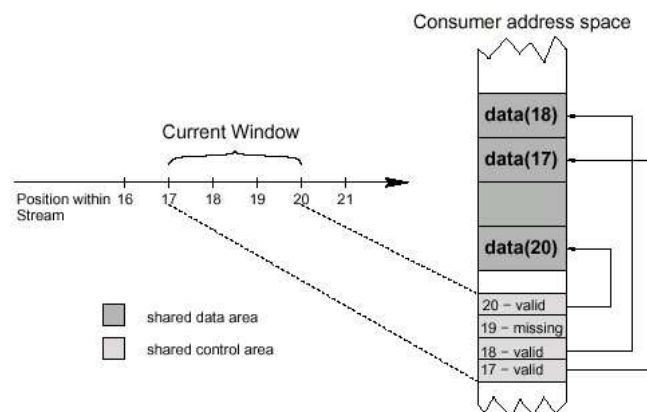 Consumer address space
data(18)
Current Window
data(17)
Position within 16 17 18 19 20 21
Stream
data(20)
20 – valid
shared data area
19 – missing
shared control area
18 – valid
17 – valid